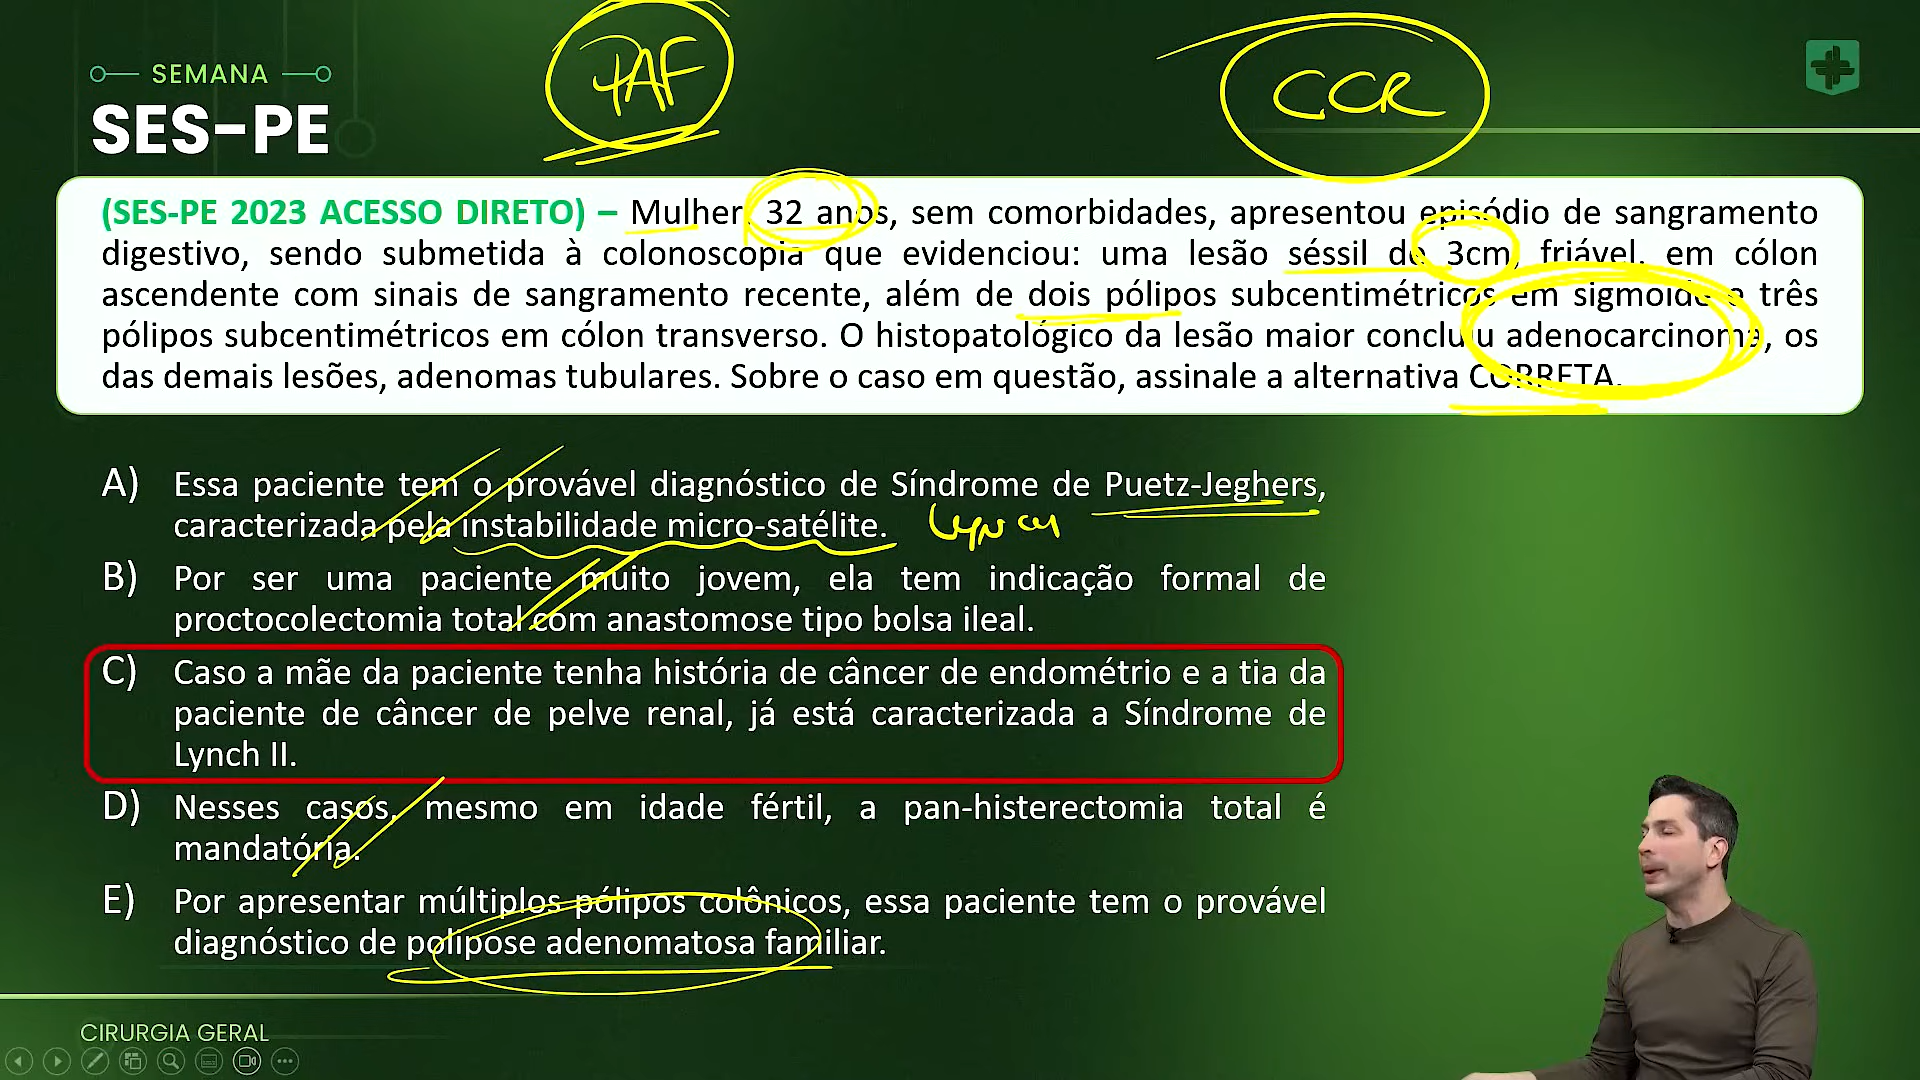 PAF
CCR
SEMANA
SES-PE
(SES-PE 2023 ACESSO DIRETO) – Mulher, 32 anos, sem comorbidades, apresentou episódio de sangramento
digestivo, sendo submetida à colonoscopia que evidenciou: uma lesão séssil de 3cm, friável, em cólon
ascendente com sinais de sangramento recente, além de dois pólipos subcentimétricos em sigmoide e três
pólipos subcentimétricos em cólon transverso. O histopatológico da lesão maior concluiu adenocarcinoma, os
das demais lesões, adenomas tubulares. Sobre o caso em questão, assinale a alternativa CORRETA.
A) Essa paciente tem o provável diagnóstico de Síndrome de Puetz-Jeghers,
caracterizada pela instabilidade micro-satélite. Lynch
B) Por ser uma paciente muito jovem, ela tem indicação formal de
proctocolectomia total com anastomose tipo bolsa ileal.
C) Caso a mãe da paciente tenha história de câncer de endométrio e a tia da
paciente de câncer de pelve renal, já está caracterizada a Síndrome de
Lynch II.
D) Nesses casos, mesmo em idade fértil, a pan-histerectomia total é
mandatória.
E) Por apresentar múltiplos pólipos colônicos, essa paciente tem o provável
diagnóstico de polipose adenomatosa familiar.
CIRURGIA GERAL